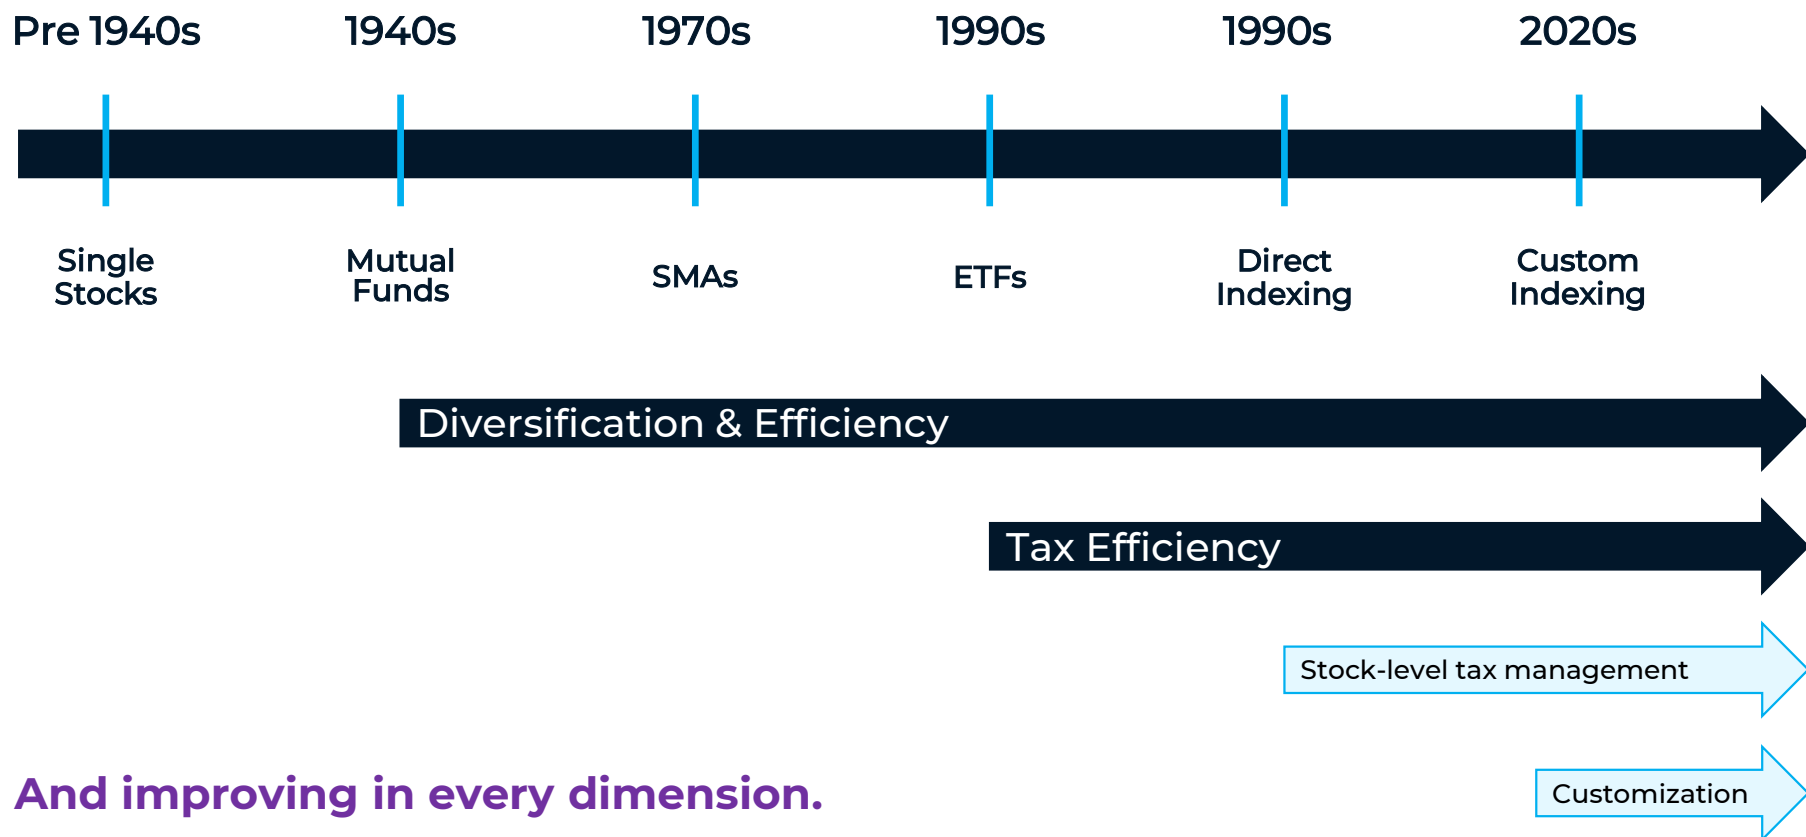 Pre 1940s 1940s 1970s 1990s 1990s 2020s
Single
Stocks
Mutual
Funds
SMAs
ETFs
Direct
Indexing
Custom
Indexing
Diversification & Efficiency
Tax Efficiency
Stock-level tax management
And improving in every dimension.
Customization